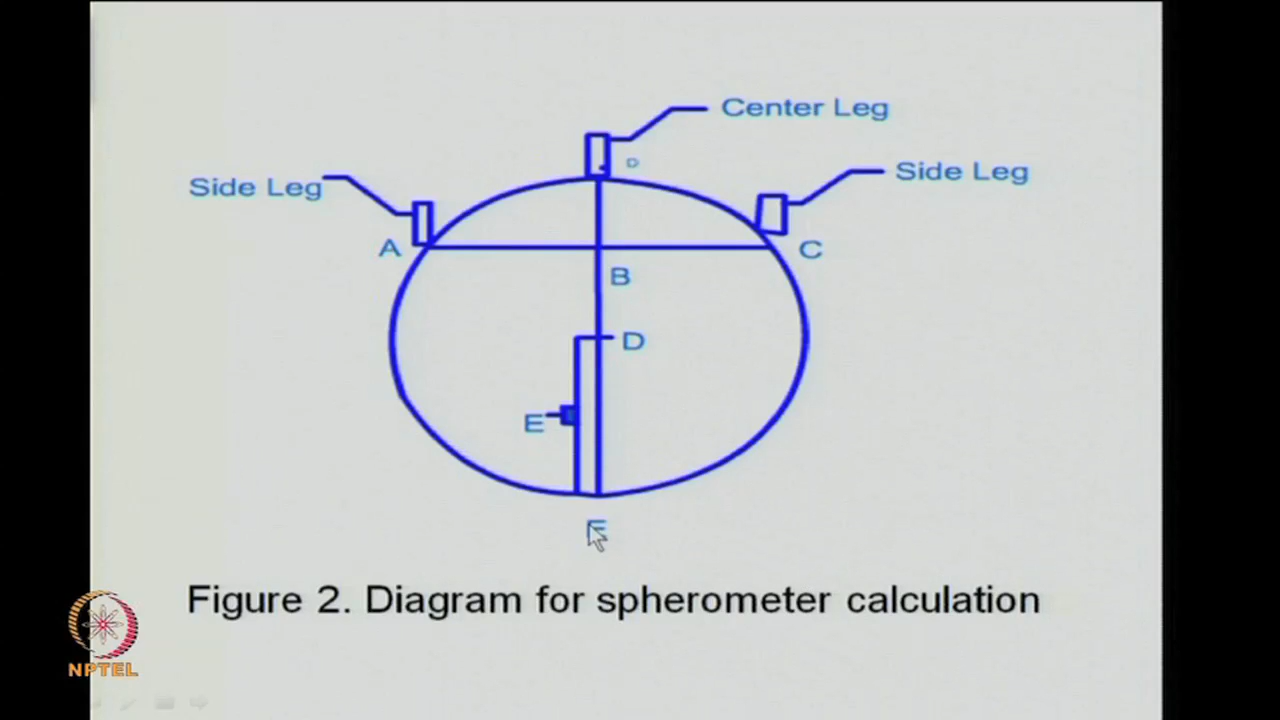 Center Leg
D
Side Leg
Side Leg
A
C
B
D
E
Figure 2. Diagram for spherometer calculation
NPTEL